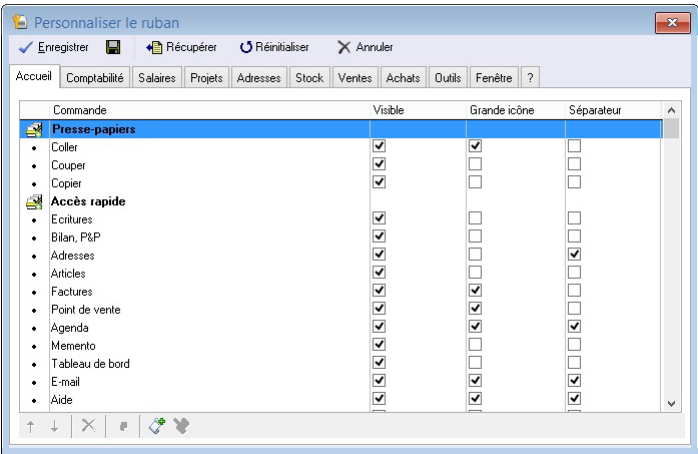 Personnaliser le ruban
Enregistrer Récupérer Réinitialiser Annuler
Accueil Comptabilité Salaires Projets Adresses Stock Ventes Achats Outils Fenêtre ?
Commande Visible Grande icône Séparateur
Presse-papiers
Coller
Couper
Copier
Accès rapide
Ecritures
Bilan, P&P
Adresses
Articles
Factures
Point de vente
Agenda
Memento
Tableau de bord
E-mail
Aide